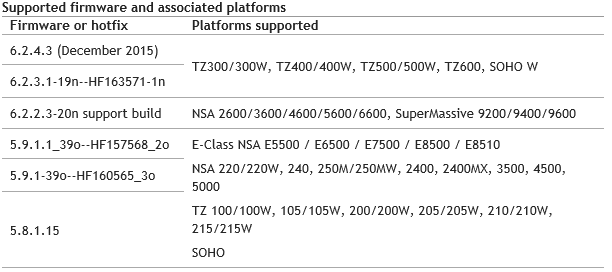 Supported firmware and associated platforms
Firmware or hotfix Platforms supported
6.2.4.3 (December 2015)
TZ300/300W, TZ400/400W, TZ500/500W, TZ600, SOHO W
6.2.3.1-19n--HF163571-1n
6.2.2.3-20n support build NSA 2600/3600/4600/5600/6600, SuperMassive 9200/9400/9600
5.9.1.1_39o--HF157568_2o E-Class NSA E5500 / E6500 / E7500 / E8500 / E8510
5.9.1-39o--HF160565_3o NSA 220/220W, 240, 250M/250MW, 2400, 2400MX, 3500, 4500,
5000
5.8.1.15 TZ 100/100W, 105/105W, 200/200W, 205/205W, 210/210W,
215/215W
SOHO